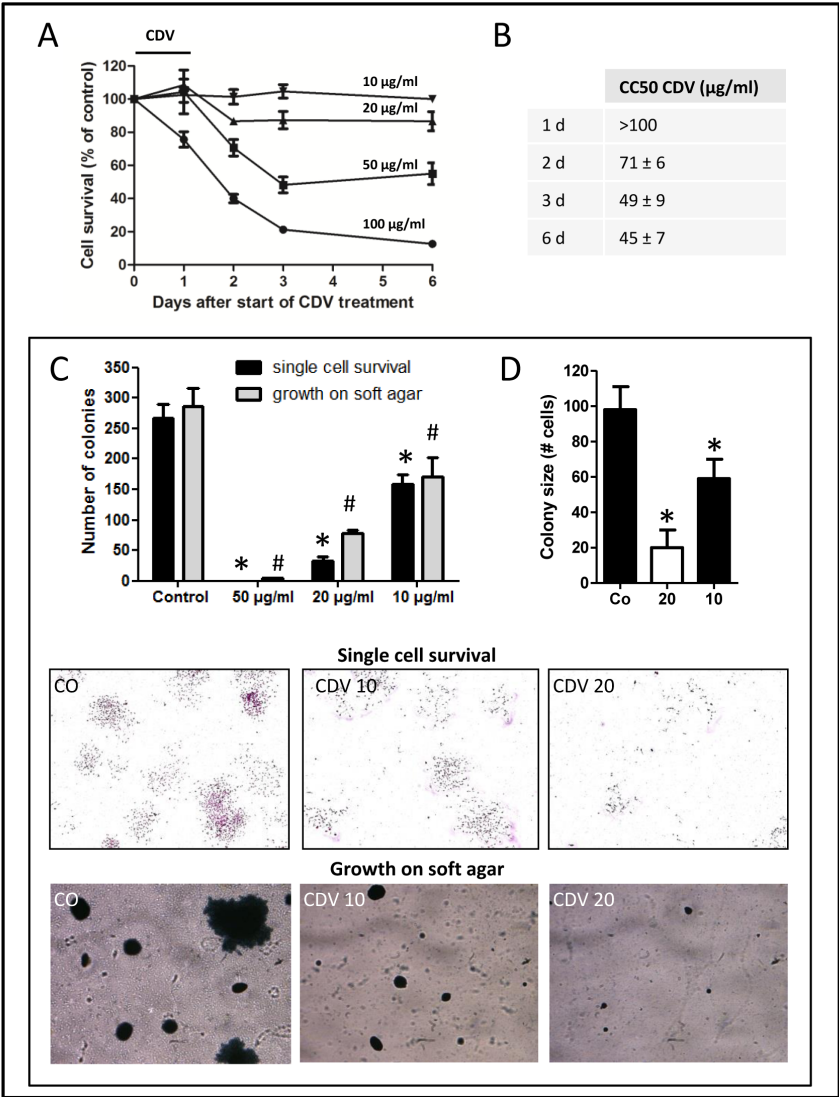 A
CDV
120
100
80
60
40
20
0
Cell survival (% of control)
10 µg/ml
20 µg/ml
50 µg/ml
100 µg/ml
0 1 2 3 6
Days after start of CDV treatment
B
CC50 CDV (µg/ml)
1 d >100
2 d 71 ± 6
3 d 49 ± 9
6 d 45 ± 7
C
350
300
250
200
150
100
50
0
Number of colonies
single cell survival
growth on soft agar
* #
* #
* #
Control 50 µg/ml 20 µg/ml 10 µg/ml
D
120
100
80
60
40
20
0
Colony size (# cells)
*
*
Co 20 10
Single cell survival
CO
CDV 10
CDV 20
Growth on soft agar
CO
CDV 10
CDV 20